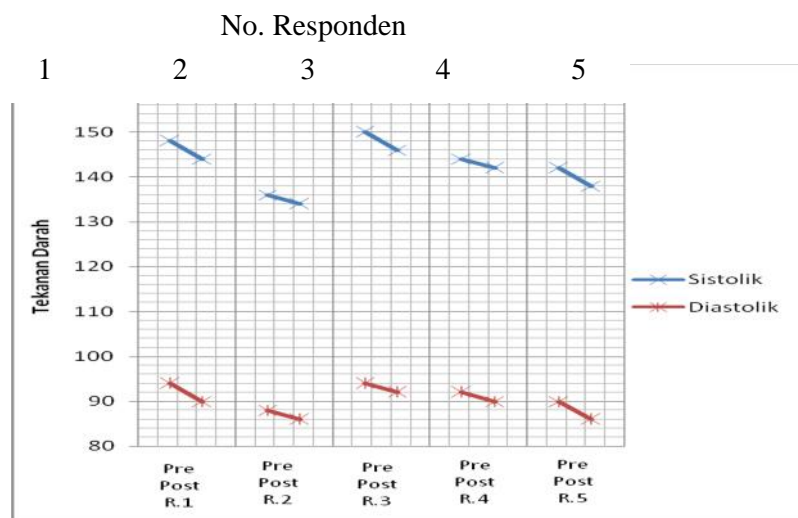 No. Responden
1 2 3 4 5
150
140
130
120
110
100
90
80
Tekanan Darah
Sistolik
Diastolik
Pre Pre Pre Pre Pre
Post Post Post Post Post
R.1 R.2 R.3 R.4 R.5